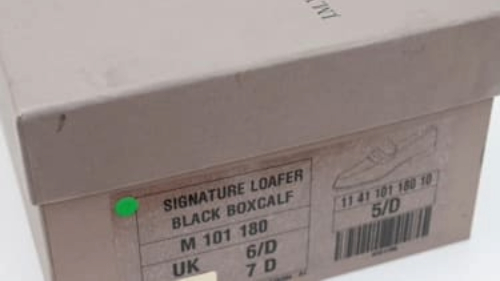 SIGNATURE LOAFER
BLACK BOXCALF
M 101 180
6/D
UK 7 D
11 41 101 180 10
5/D